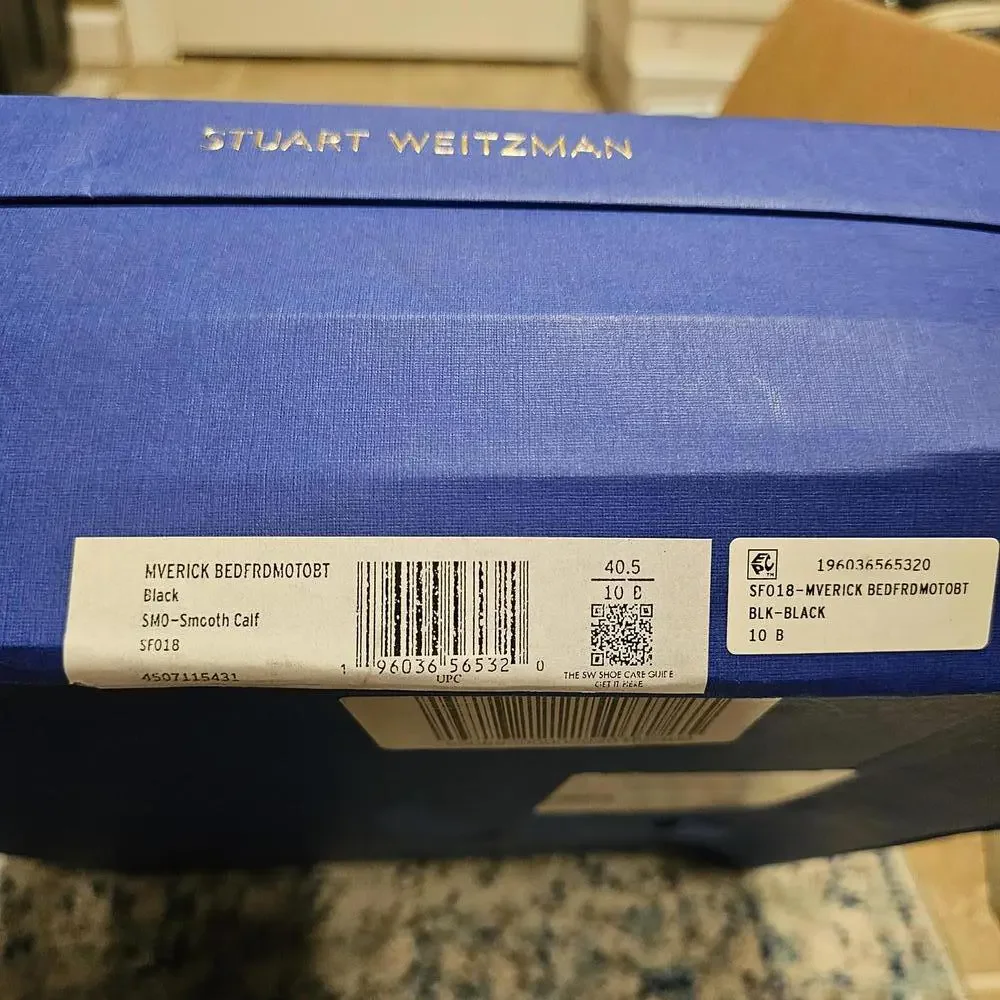 STUART WEITZMAN
MVERICK BEDFRDMOTOBT
Black
SMO-Smooth Calf
SF018
4507115431
1 96036 56532 0
UPC
40.5
10 B
THE SW SHOE CARE GUIDE
GET IT HERE
196036565320
SF018-MVERICK BEDFRDMOTOBT
BLK-BLACK
10 B